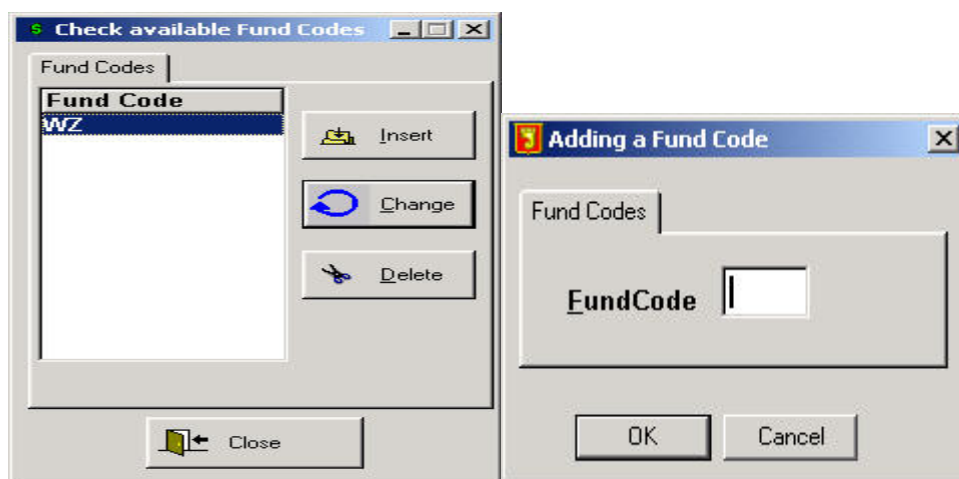 Check available Fund Codes
Fund Codes
Fund Code
WZ
Insert
Change
Delete
Close
Adding a Fund Code
Fund Codes
FundCode
OK
Cancel